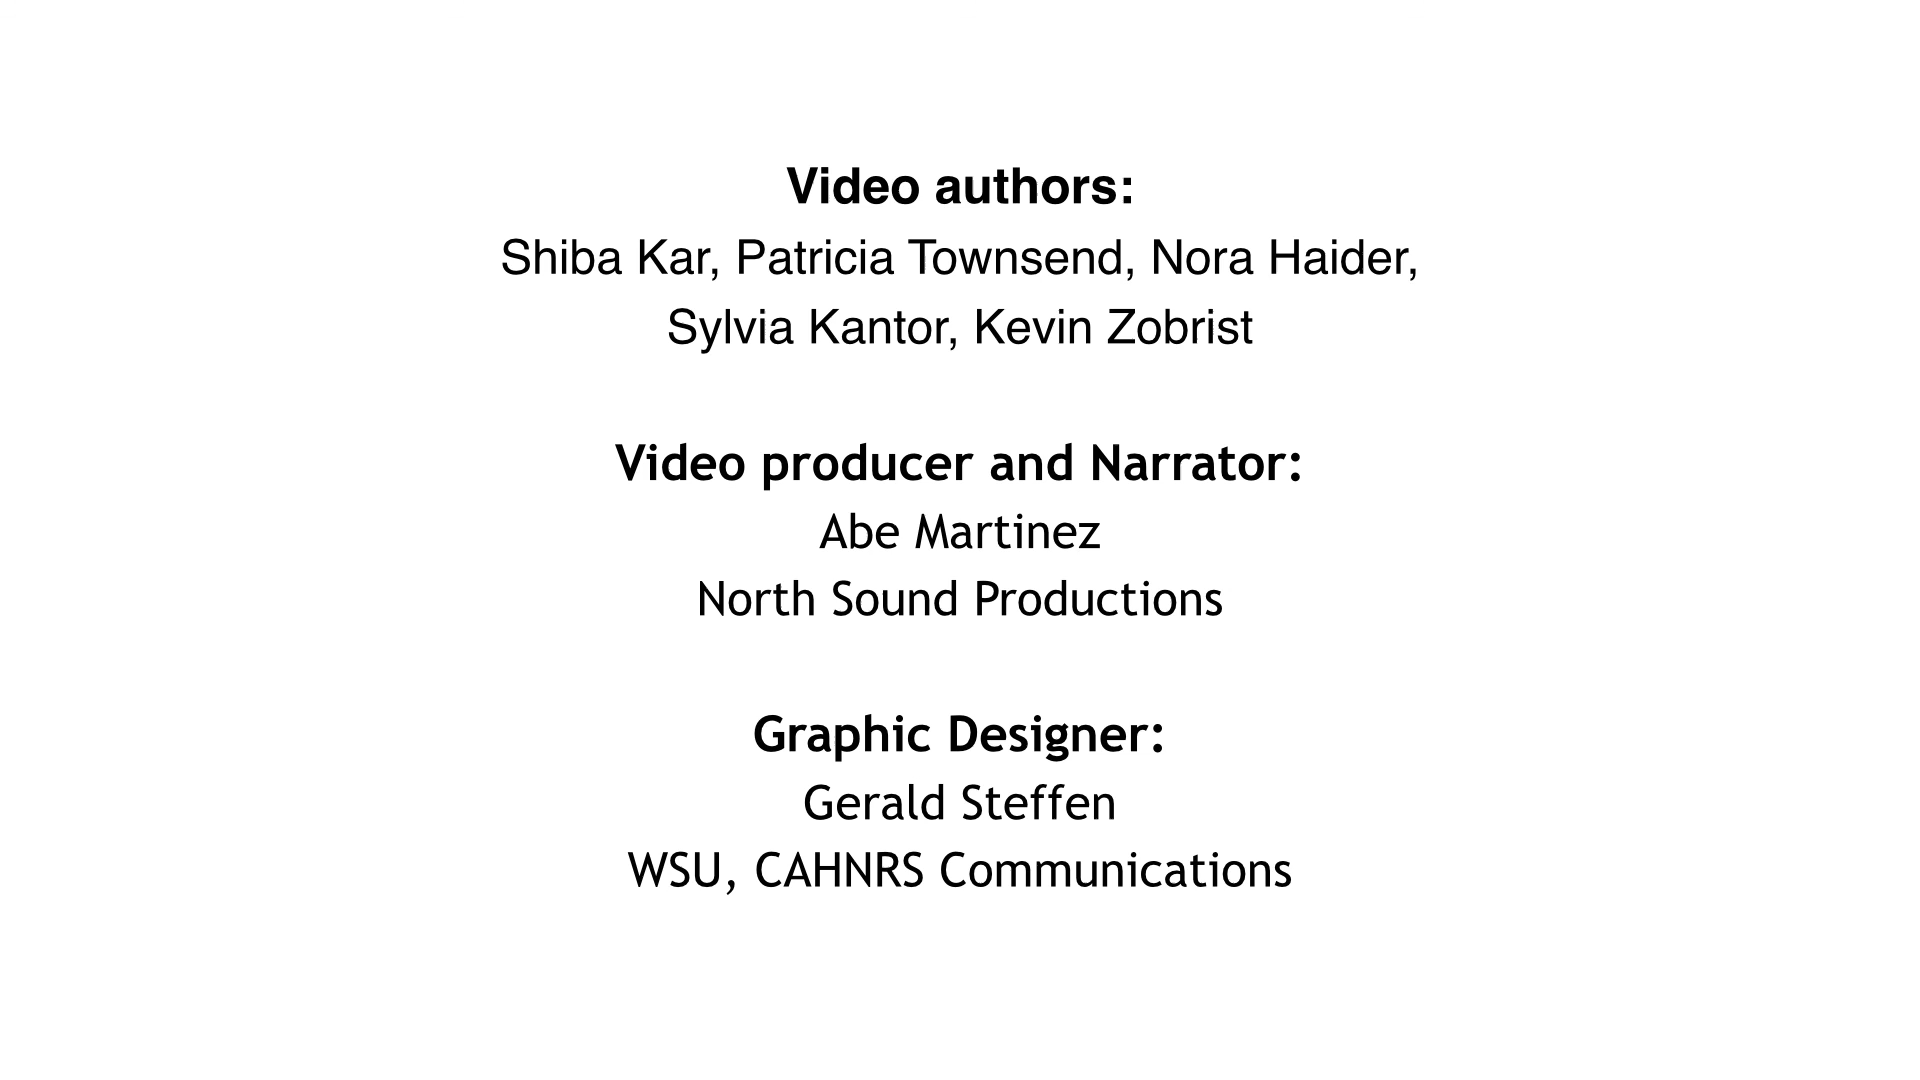 Video authors:
Shiba Kar, Patricia Townsend, Nora Haider,
Sylvia Kantor, Kevin Zobrist
Video producer and Narrator:
Abe Martinez
North Sound Productions
Graphic Designer:
Gerald Steffen
WSU, CAHNRS Communications